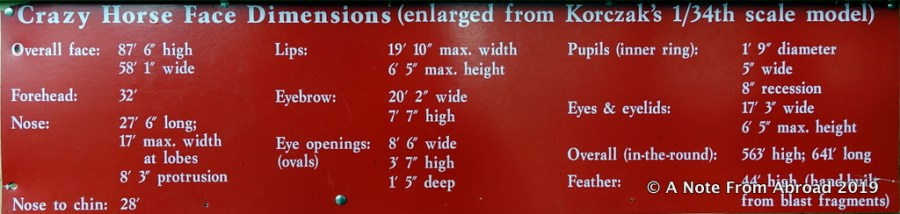 Crazy Horse Face Dimensions (enlarged from Korczak's 1/34th scale model)
Overall face: 87' 6" high
58' 1" wide
Forehead: 32'
Nose: 27' 6" long;
17' max. width
at lobes
8' 3" protrusion
Nose to chin: 28'
Lips: 19' 10" max. width
6' 5" max. height
Eyebrow: 20' 2" wide
7' 7" high
Eye openings: 8' 6" wide
(ovals) 3' 7" high
1' 5" deep
Pupils (inner ring): 1' 9" diameter
5" wide
8" recession
Eyes & eyelids: 17' 3" wide
6' 5" max. height
Overall (in-the-round): 563' high; 641' long
Feather: 44' high (hand-built
from blast fragments)
© A Note From Abroad 2019